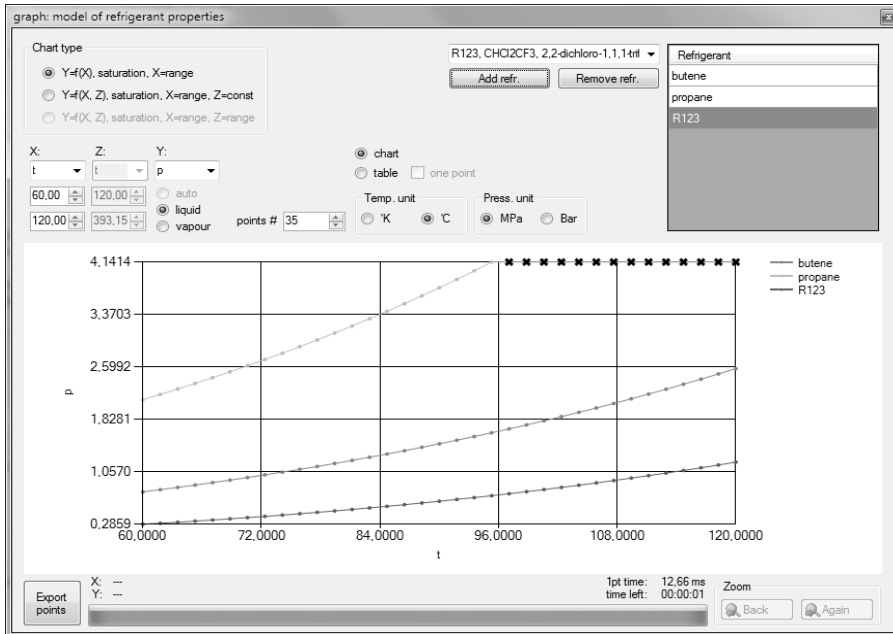 graph: model of refrigerant properties
Chart type
Y=f(X), saturation, X=range
Y=f(X, Z), saturation, X=range, Z=const
Y=f(X, Z), saturation, X=range, Z=range
R123, CHCl2CF3, 2,2-dichloro-1,1,1-trif
Add refr.
Remove refr.
Refrigerant
butene
propane
R123
X:
Z:
Y:
t
t
p
60,00
120,00
auto
liquid
120,00
393,15
vapour
points #
35
chart
table
one point
Temp. unit
'K
°C
Press. unit
MPa
Bar
4,1414
3,3703
2,5992
1,8281
1,0570
0,2859
p
60,0000
72,0000
84,0000
96,0000
108,0000
120,0000
t
butene
propane
R123
Export
points
X: ---
Y: ---
1pt time: 12,66 ms
time left: 00:00:01
Zoom
Back
Again